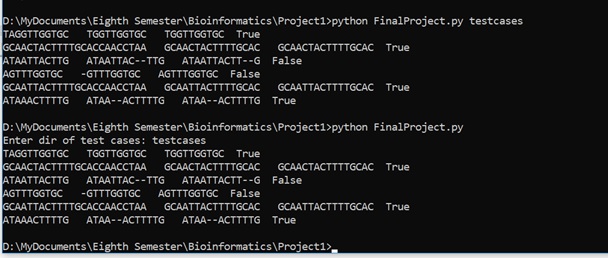 D:\MyDocuments\Eighth Semester\Bioinformatics\Project1>python FinalProject.py testcases
TAGGTTGGTGC   TGGTTGGTGC   TGGTTGGTGC  True
GCAACTACTTTTGCACCAACCTAA   GCAACTACTTTTGCAC   GCAACTACTTTTGCAC  True
ATAATTACTTG   ATAATTAC--TTG   ATAATTACTT--G  False
AGTTTGGTGC   -GTTTGGTGC   AGTTTGGTGC  False
GCAATTACTTTTGCACCAACCTAA   GCAATTACTTTTGCAC   GCAATTACTTTTGCAC  True
ATAAACTTTTG   ATAA--ACTTTTG   ATAA--ACTTTTG  True
D:\MyDocuments\Eighth Semester\Bioinformatics\Project1>python FinalProject.py
Enter dir of test cases: testcases
TAGGTTGGTGC   TGGTTGGTGC   TGGTTGGTGC  True
GCAACTACTTTTGCACCAACCTAA   GCAACTACTTTTGCAC   GCAACTACTTTTGCAC  True
ATAATTACTTG   ATAATTAC--TTG   ATAATTACTT--G  False
AGTTTGGTGC   -GTTTGGTGC   AGTTTGGTGC  False
GCAATTACTTTTGCACCAACCTAA   GCAATTACTTTTGCAC   GCAATTACTTTTGCAC  True
ATAAACTTTTG   ATAA--ACTTTTG   ATAA--ACTTTTG  True
D:\MyDocuments\Eighth Semester\Bioinformatics\Project1>